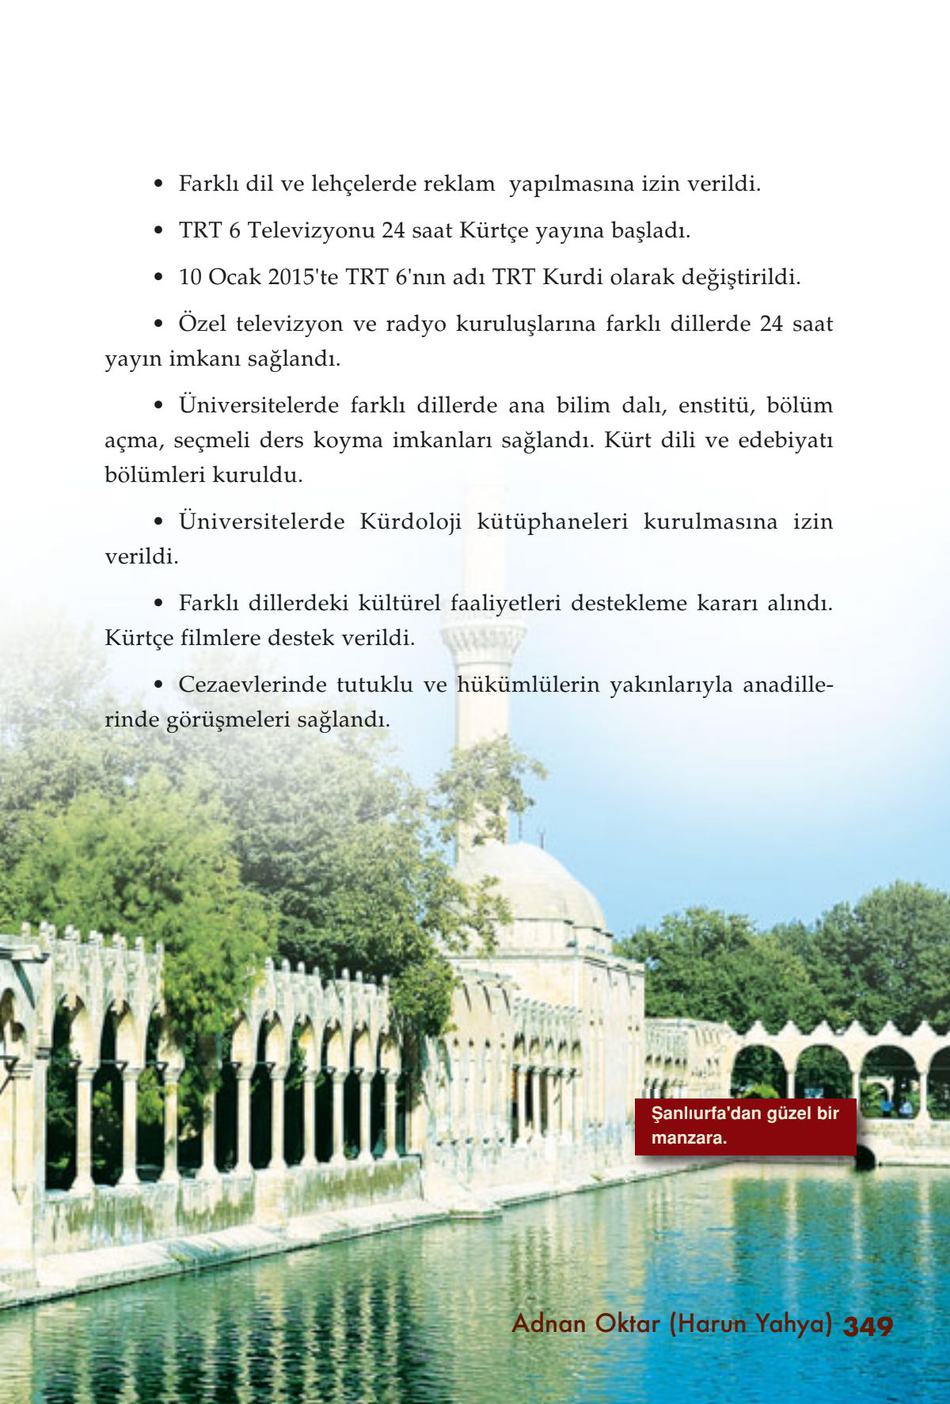 • Farklı dil ve lehçelerde reklam  yapılmasına izin verildi.
• TRT 6 Televizyonu 24 saat Kürtçe yayına başladı.
• 10 Ocak 2015'te TRT 6'nın adı TRT Kurdi olarak değiştirildi.
• Özel televizyon ve radyo kuruluşlarına farklı dillerde 24 saat
yayın imkanı sağlandı.
• Üniversitelerde farklı dillerde ana bilim dalı, enstitü, bölüm
açma, seçmeli ders koyma imkanları sağlandı. Kürt dili ve edebiyatı
bölümleri kuruldu.
• Üniversitelerde Kürdoloji kütüphaneleri kurulmasına izin
verildi.
• Farklı dillerdeki kültürel faaliyetleri destekleme kararı alındı.
Kürtçe filmlere destek verildi.
• Cezaevlerinde tutuklu ve hükümlülerin yakınlarıyla anadille-
rinde görüşmeleri sağlandı.
Şanlıurfa'dan güzel bir
manzara.
Adnan Oktar (Harun Yahya) 349